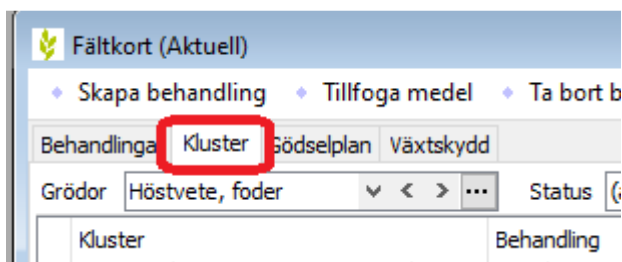 Fältkort (Aktuell)
Skapa behandling Tillfoga medel Ta bort b
Behandlinga Kluster Gödselplan Växtskydd
Grödor Höstvete, foder Status (a
Kluster Behandling